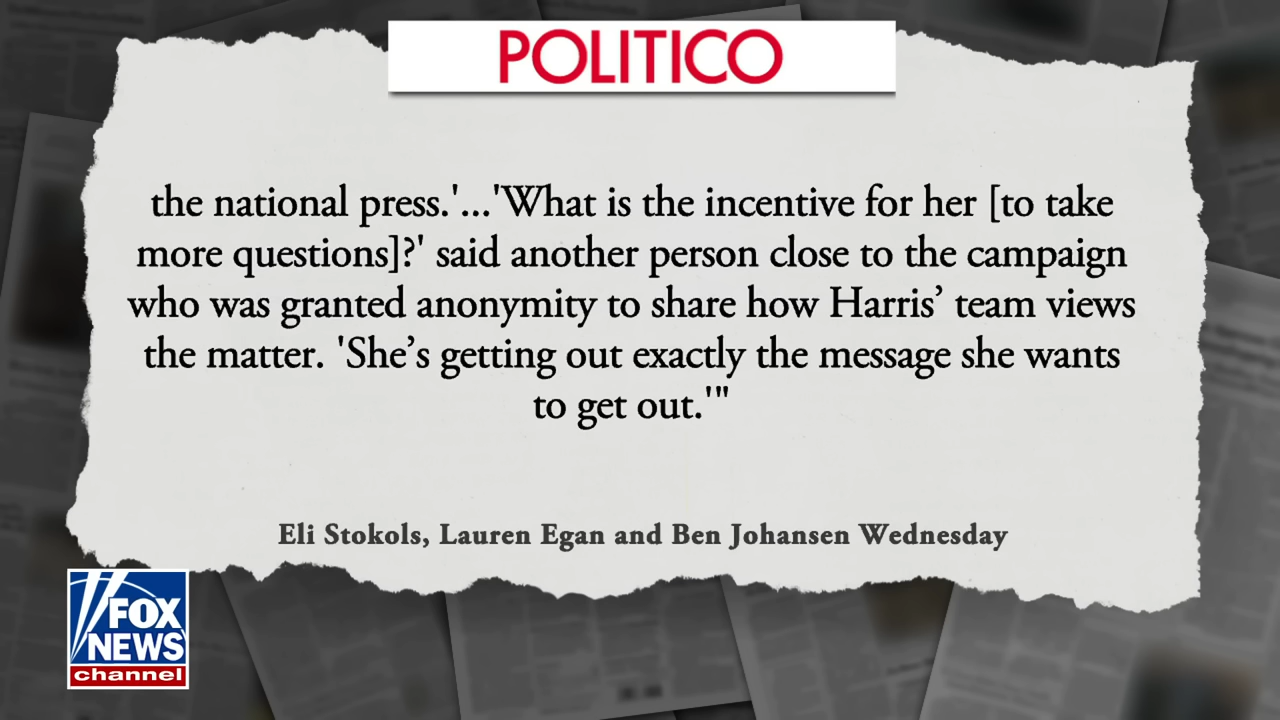 POLITICO
the national press.'...'What is the incentive for her [to take
more questions]?' said another person close to the campaign
who was granted anonymity to share how Harris’ team views
the matter. 'She’s getting out exactly the message she wants
to get out.'"
Eli Stokols, Lauren Egan and Ben Johansen Wednesday
FOX
NEWS
channel